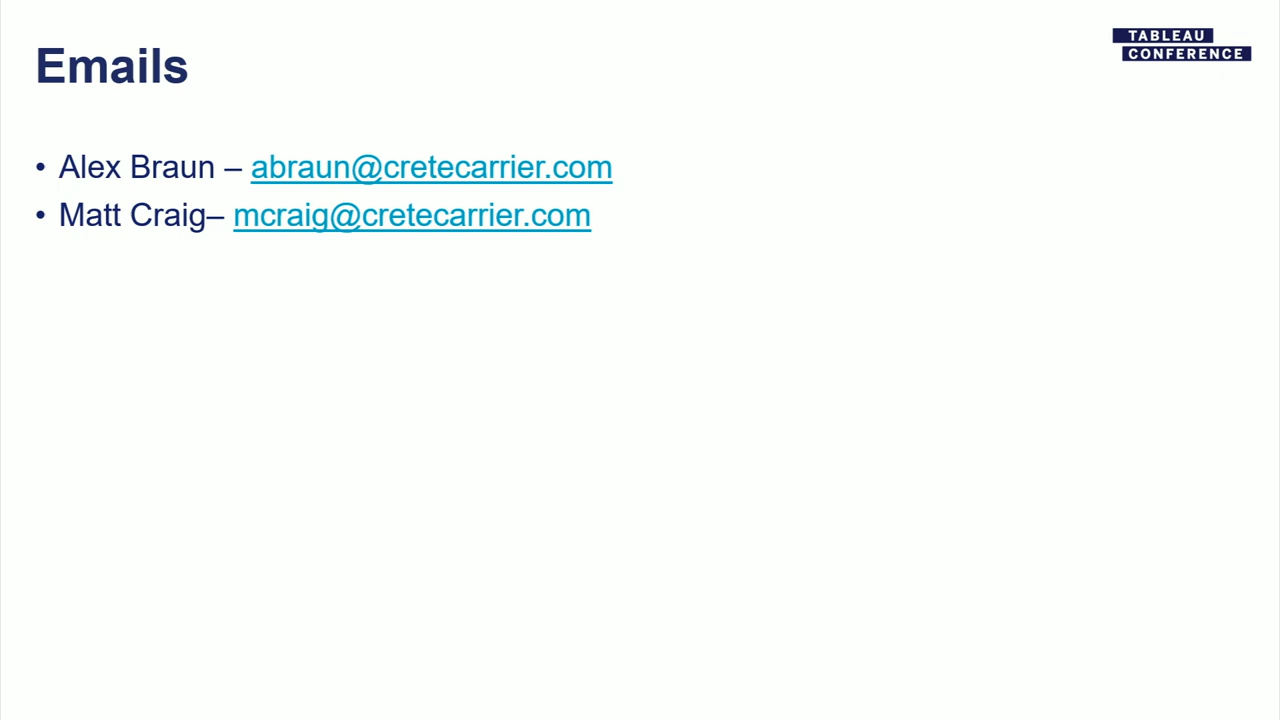 Emails
TABLEAU
CONFERENCE
• Alex Braun – abraun@cretecarrier.com
• Matt Craig– mcraig@cretecarrier.com